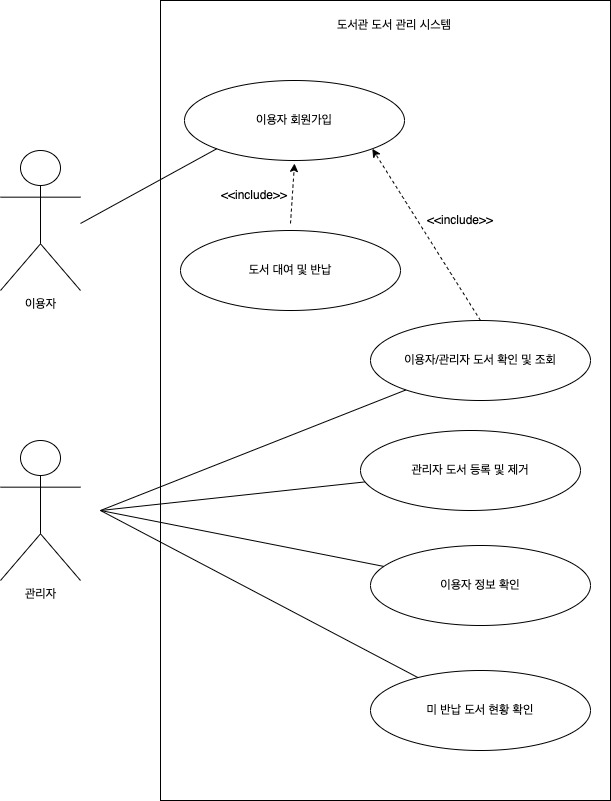 도서관 도서 관리 시스템
이용자 회원가입
<<include>>
<<include>>
도서 대여 및 반납
이용자
이용자/관리자 도서 확인 및 조회
관리자 도서 등록 및 제거
이용자 정보 확인
관리자
미 반납 도서 현황 확인